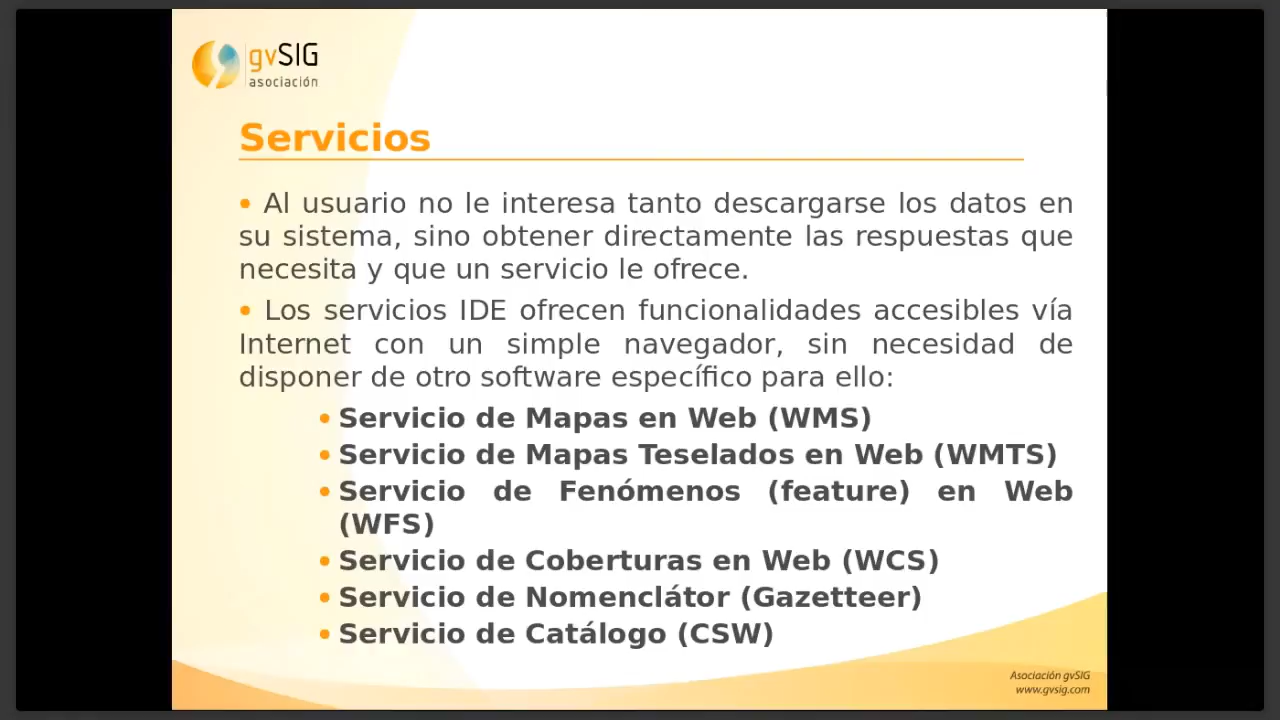 gvSIG
asociación
Servicios
• Al usuario no le interesa tanto descargarse los datos en
su sistema, sino obtener directamente las respuestas que
necesita y que un servicio le ofrece.
• Los servicios IDE ofrecen funcionalidades accesibles vía
Internet con un simple navegador, sin necesidad de
disponer de otro software específico para ello:
• Servicio de Mapas en Web (WMS)
• Servicio de Mapas Teselados en Web (WMTS)
• Servicio de Fenómenos (feature) en Web
(WFS)
• Servicio de Coberturas en Web (WCS)
• Servicio de Nomenclátor (Gazetteer)
• Servicio de Catálogo (CSW)
Asociación gvSIG
www.gvsig.com